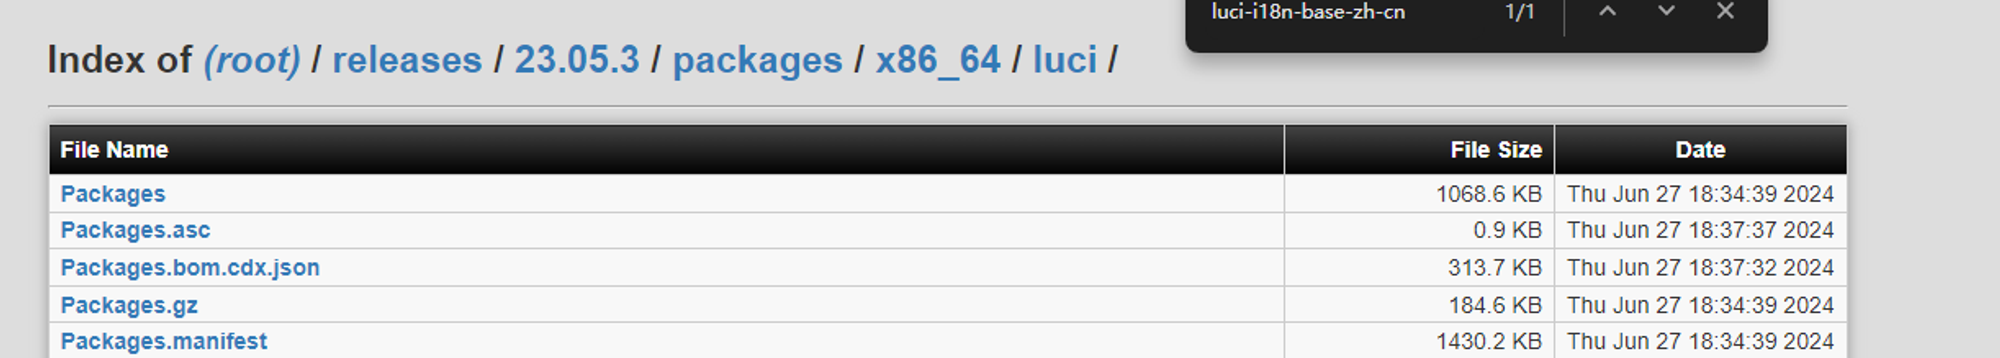 luci-i18n-base-zh-cn 1/1
Index of (root) / releases / 23.05.3 / packages / x86_64 / luci /
File Name File Size Date
Packages 1068.6 KB Thu Jun 27 18:34:39 2024
Packages.asc 0.9 KB Thu Jun 27 18:37:37 2024
Packages.bom.cdx.json 313.7 KB Thu Jun 27 18:37:32 2024
Packages.gz 184.6 KB Thu Jun 27 18:34:39 2024
Packages.manifest 1430.2 KB Thu Jun 27 18:34:39 2024